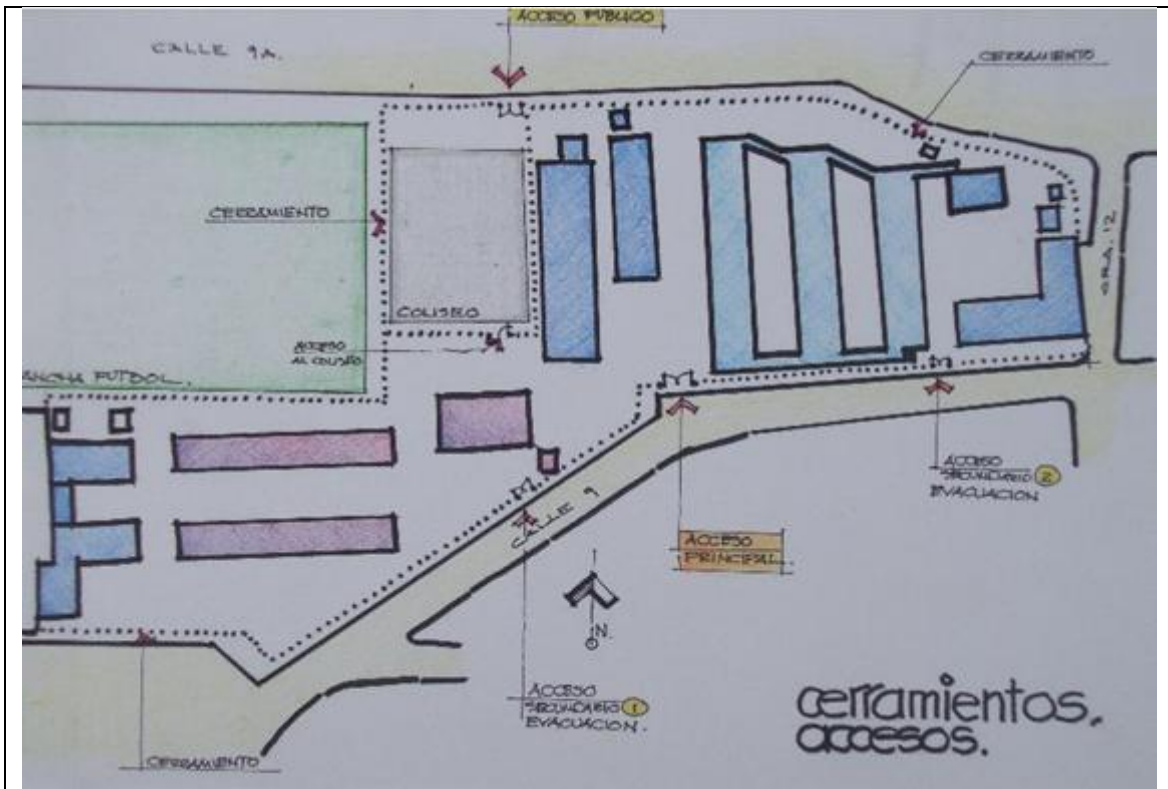 ACCESO PUBLICO
CALLE 9A.
CERRAMIENTO
CERRAMIENTO
CRA. 12
COLISEO
ACCESO
AL COLISEO
CANCHA FUTBOL.
ACCESO
SECUNDARIO 2
EVACUACION
CALLE 9
ACCESO
PRINCIPAL.
N.
ACCESO
SECUNDARIO 1
EVACUACION.
cerramientos.
accesos.
CERRAMIENTO